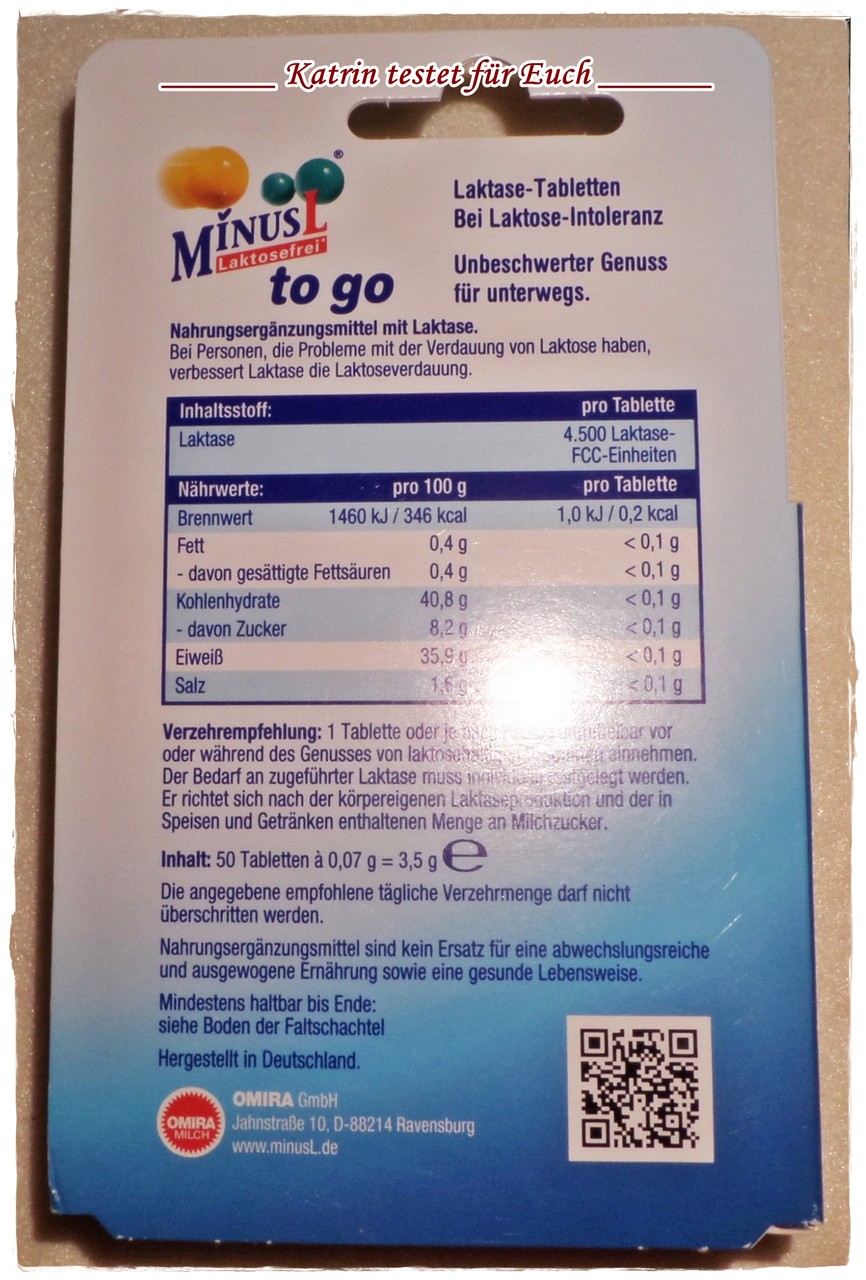 Katrin testet für Euch
®
MinusL
Laktosefrei*
to go
Laktase-Tabletten
Bei Laktose-Intoleranz
Unbeschwerter Genuss
für unterwegs.
Nahrungsergänzungsmittel mit Laktase.
Bei Personen, die Probleme mit der Verdauung von Laktose haben,
verbessert Laktase die Laktoseverdauung.
Inhaltsstoff: pro Tablette
Laktase 4.500 Laktase-
FCC-Einheiten
Nährwerte: pro 100 g pro Tablette
Brennwert 1460 kJ / 346 kcal 1,0 kJ / 0,2 kcal
Fett 0,4 g < 0,1 g
- davon gesättigte Fettsäuren 0,4 g < 0,1 g
Kohlenhydrate 40,8 g < 0,1 g
- davon Zucker 8,2 g < 0,1 g
Eiweiß 35,9 g < 0,1 g
Salz < 0,1 g
Verzehrempfehlung: 1 Tablette oder je vor
oder während des Genusses von einnehmen.
Der Bedarf an zugeführter Laktase muss werden.
Er richtet sich nach der körpereigenen Laktaseproduktion und der in
Speisen und Getränken enthaltenen Menge an Milchzucker.
Inhalt: 50 Tabletten à 0,07 g = 3,5 g ℮
Die angegebene empfohlene tägliche Verzehrmenge darf nicht
überschritten werden.
Nahrungsergänzungsmittel sind kein Ersatz für eine abwechslungsreiche
und ausgewogene Ernährung sowie eine gesunde Lebensweise.
Mindestens haltbar bis Ende:
siehe Boden der Faltschachtel
Hergestellt in Deutschland.
OMIRA
MILCH
OMIRA GmbH
Jahnstraße 10, D-88214 Ravensburg
www.minusL.de